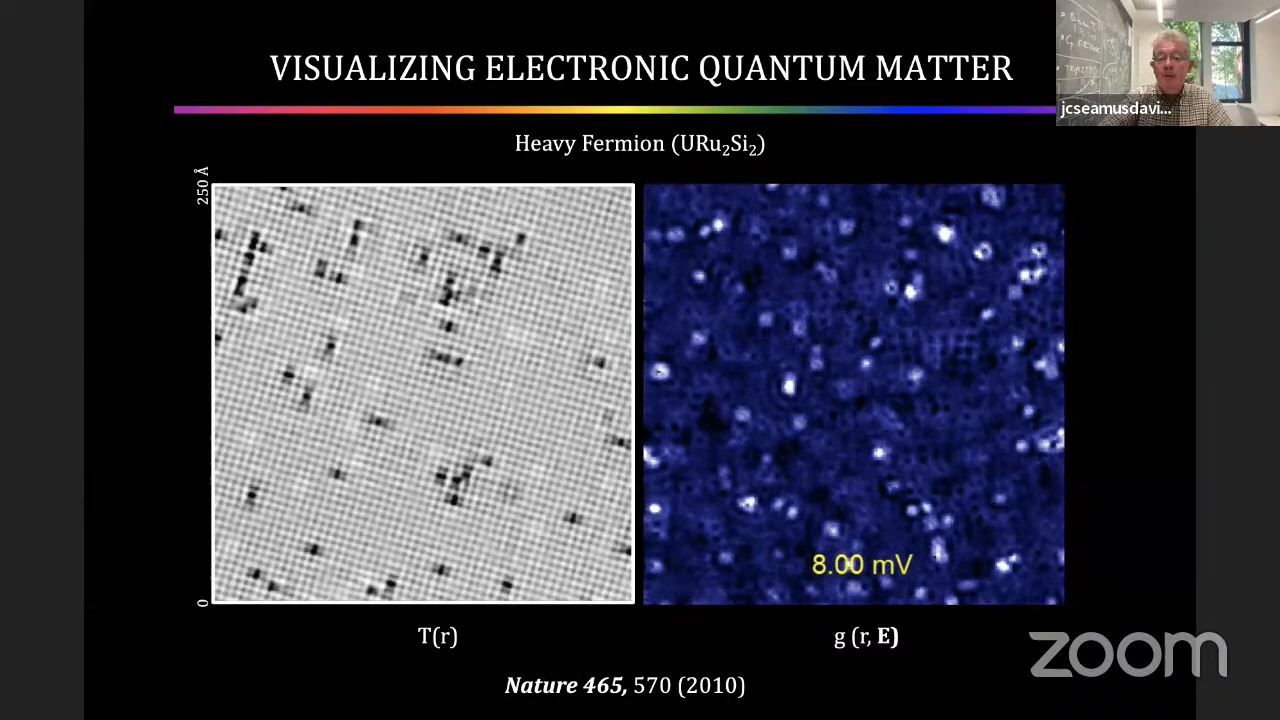 VISUALIZING ELECTRONIC QUANTUM MATTER
jcseamusdavi...
Heavy Fermion (URu₂Si₂)
250 Å
0
8.00 mV
T(r)
g (r, E)
Nature 465, 570 (2010)
zoom